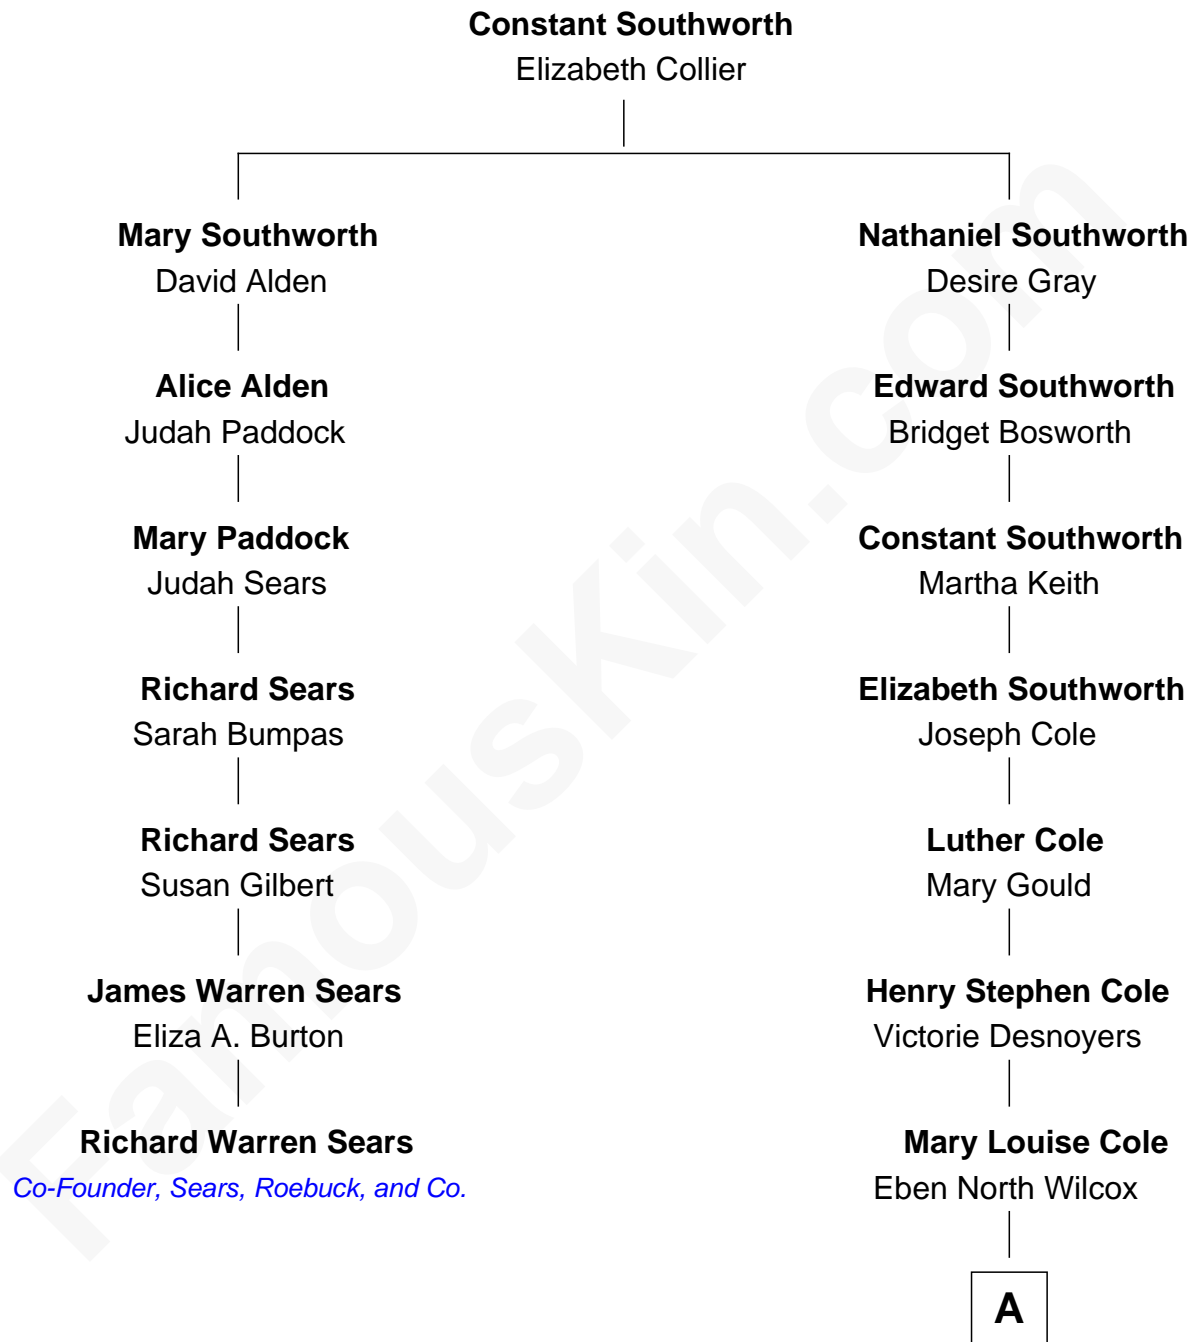 Constant Southworth
Elizabeth Collier
Mary Southworth
David Alden
Nathaniel Southworth
Desire Gray
Alice Alden
Judah Paddock
Edward Southworth
Bridget Bosworth
Mary Paddock
Judah Sears
Constant Southworth
Martha Keith
Richard Sears
Sarah Bumpas
Elizabeth Southworth
Joseph Cole
Richard Sears
Susan Gilbert
Luther Cole
Mary Gould
James Warren Sears
Eliza A. Burton
Henry Stephen Cole
Victorie Desnoyers
Richard Warren Sears
Co-Founder, Sears, Roebuck, and Co.
Mary Louise Cole
Eben North Wilcox
A
FamousKin.com